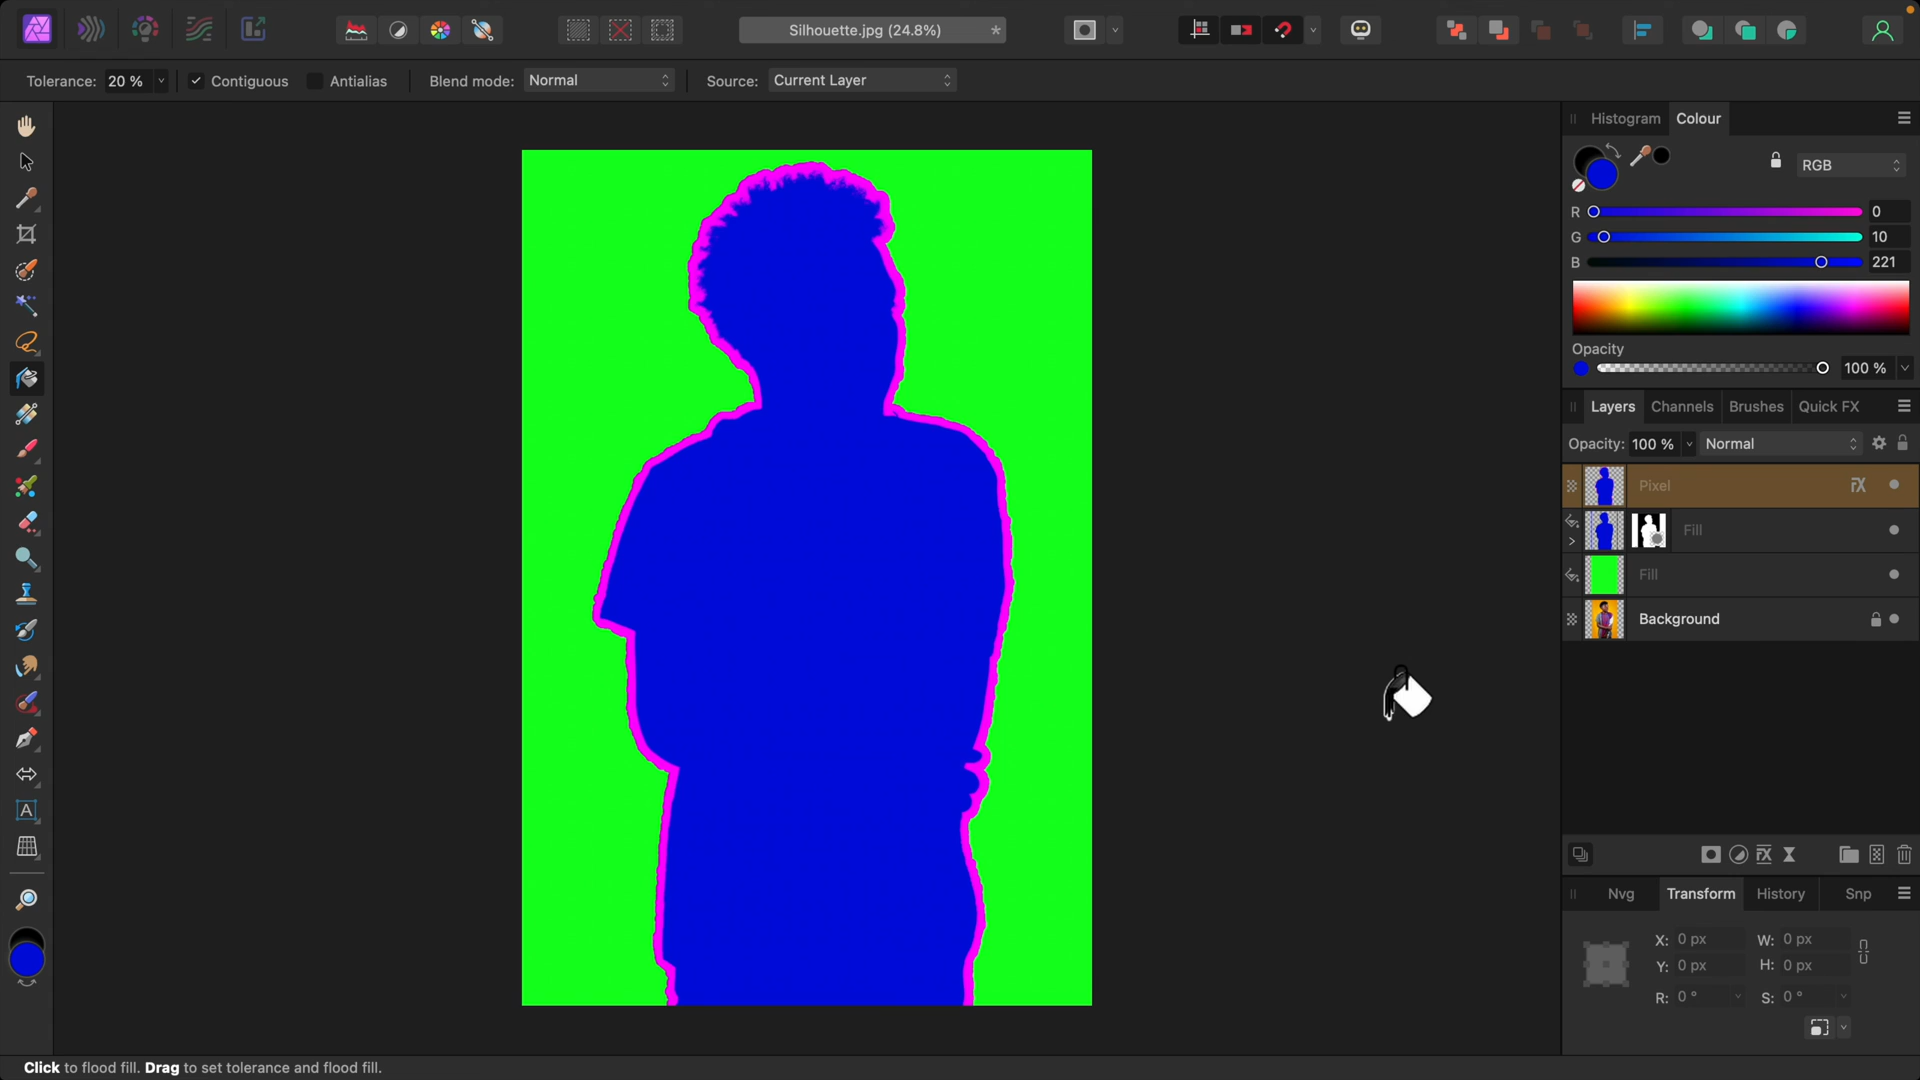 Silhouette.jpg (24.8%)
*
Tolerance: 20 % Contiguous Antialias Blend mode: Normal Source: Current Layer
Histogram Colour
RGB
R 0
G 10
B 221
Opacity
100 %
Layers Channels Brushes Quick FX
Opacity: 100 % Normal
Pixel
Fill
Fill
Background
Nvg Transform History Snp
X: 0 px W: 0 px
Y: 0 px H: 0 px
R: 0 ° S: 0 °
Click to flood fill. Drag to set tolerance and flood fill.